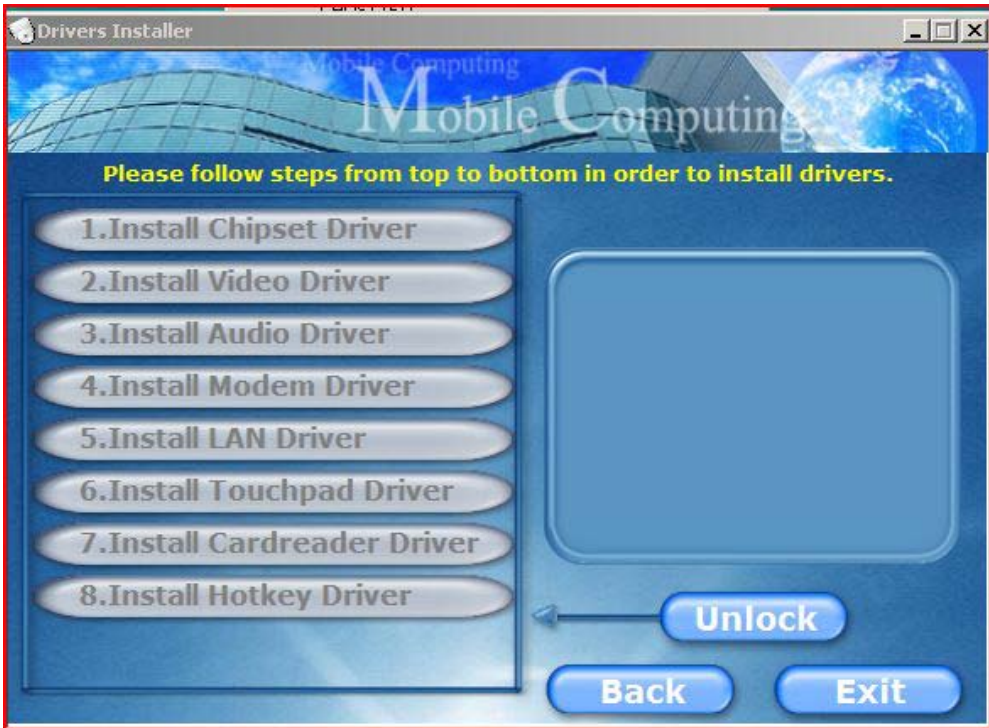 Drivers Installer
Mobile Computing
Mobile Computing
Please follow steps from top to bottom in order to install drivers.
1.Install Chipset Driver
2.Install Video Driver
3.Install Audio Driver
4.Install Modem Driver
5.Install LAN Driver
6.Install Touchpad Driver
7.Install Cardreader Driver
8.Install Hotkey Driver
Unlock
Back
Exit